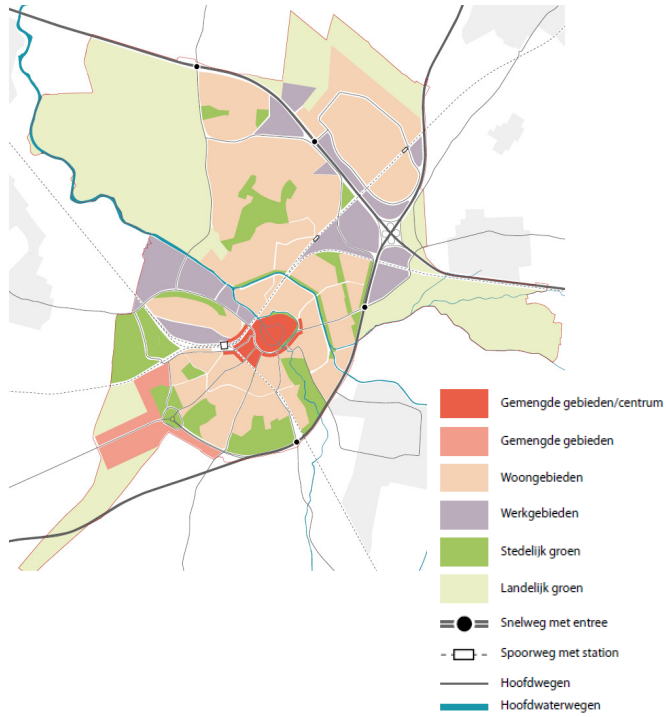 Gemengde gebieden/centrum
Gemengde gebieden
Woongebieden
Werkgebieden
Stedelijk groen
Landelijk groen
Snelweg met entree
Spoorweg met station
Hoofdwegen
Hoofdwaterwegen